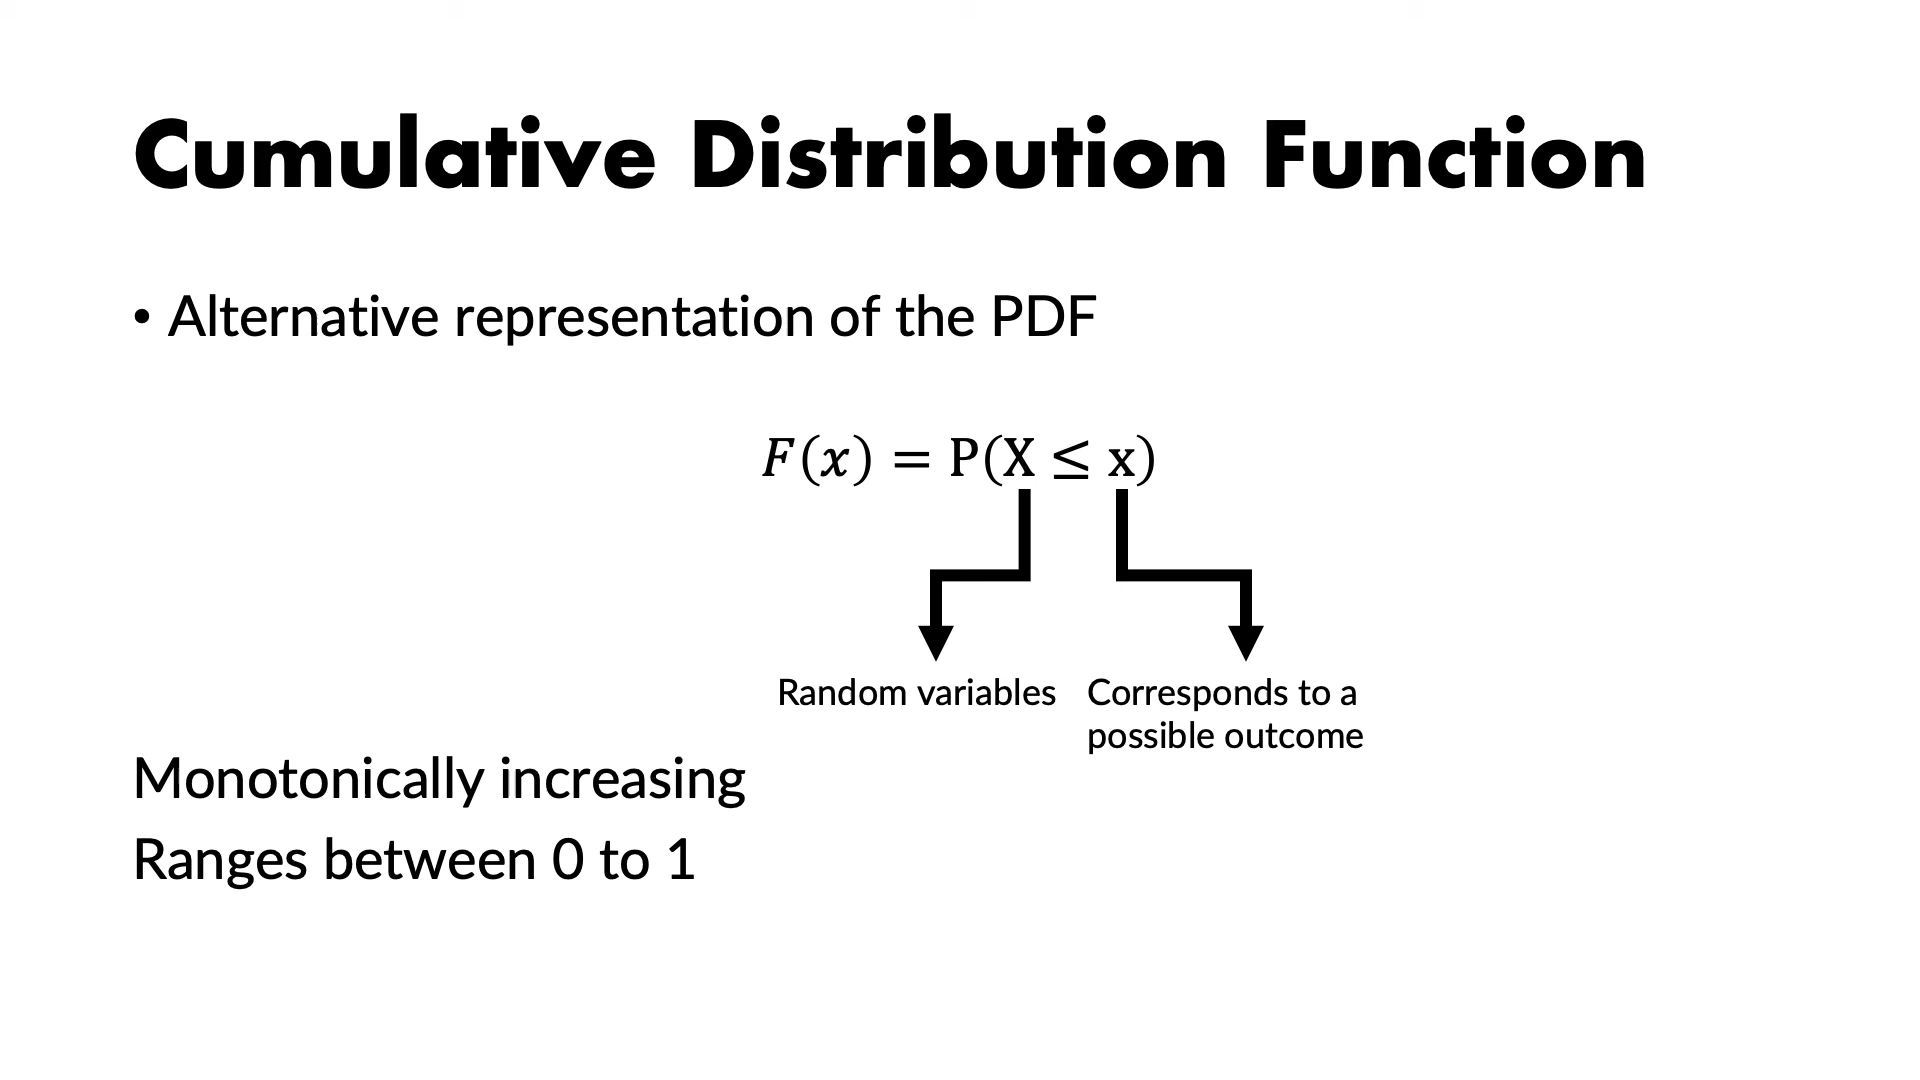 Cumulative Distribution Function
• Alternative representation of the PDF
F(x) = P(X ≤ x)
Random variables
Corresponds to a
possible outcome
Monotonically increasing
Ranges between 0 to 1